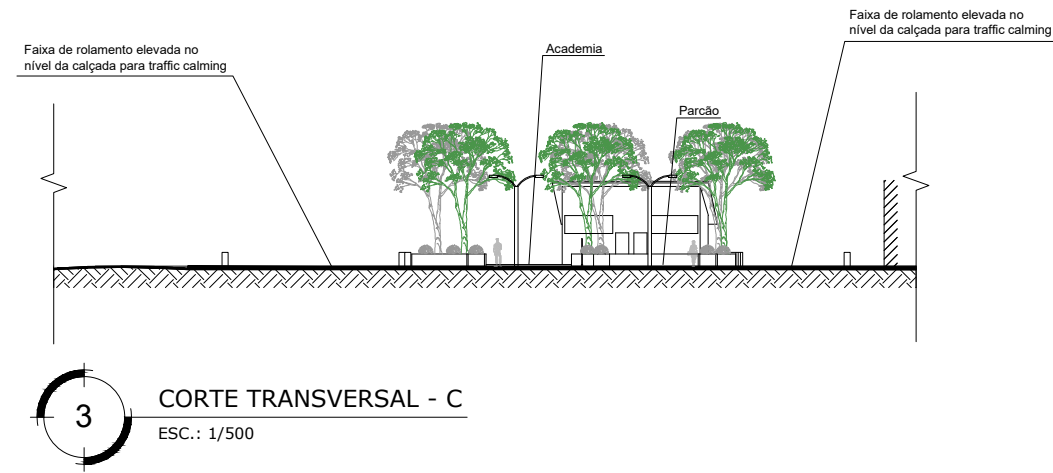 Faixa de rolamento elevada no
nível da calçada para traffic calming
Academia
Parcão
Faixa de rolamento elevada no
nível da calçada para traffic calming
3
CORTE TRANSVERSAL - C
ESC.: 1/500